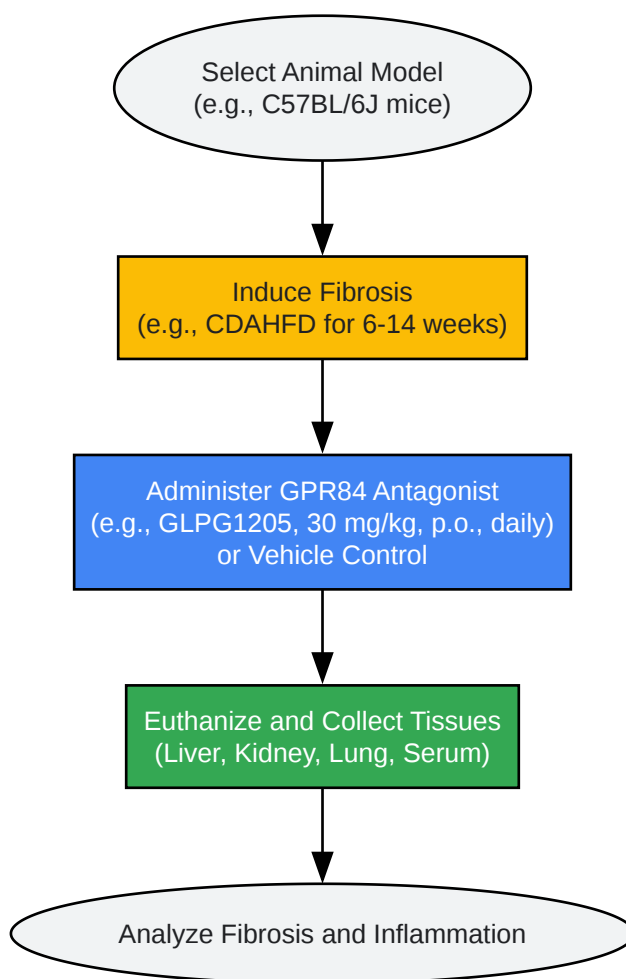 Select Animal Model
(e.g., C57BL/6J mice)
Induce Fibrosis
(e.g., CDAHFD for 6-14 weeks)
Administer GPR84 Antagonist
(e.g., GLPG1205, 30 mg/kg, p.o., daily)
or Vehicle Control
Euthanize and Collect Tissues
(Liver, Kidney, Lung, Serum)
Analyze Fibrosis and Inflammation